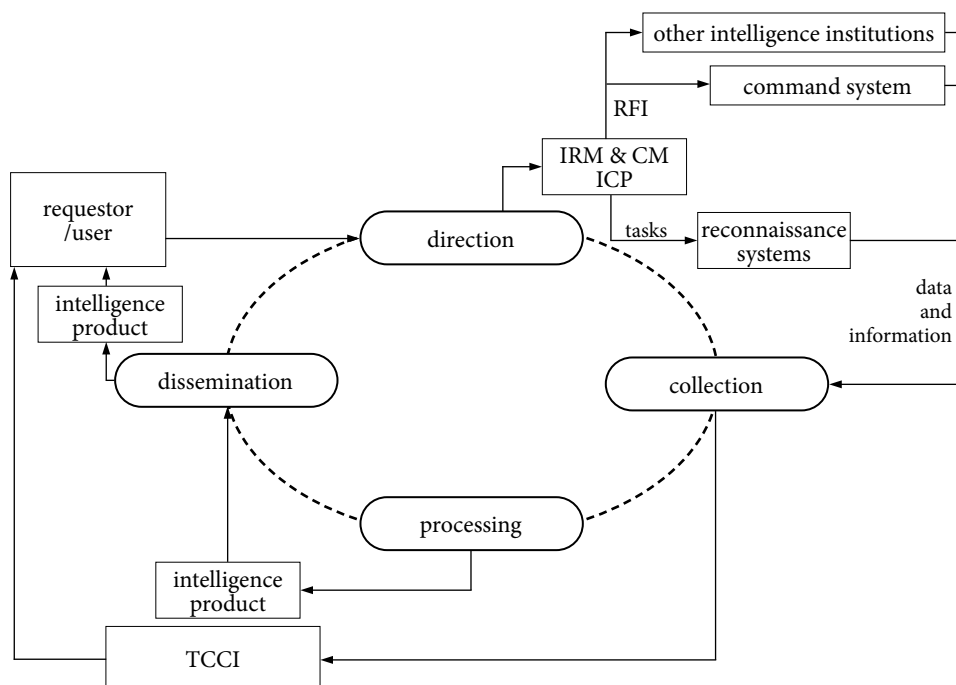 other intelligence institutions
command system
RFI
IRM & CM
ICP
requestor
/user
direction
tasks
reconnaissance
systems
intelligence
product
data
and
information
dissemination
collection
processing
intelligence
product
TCCI